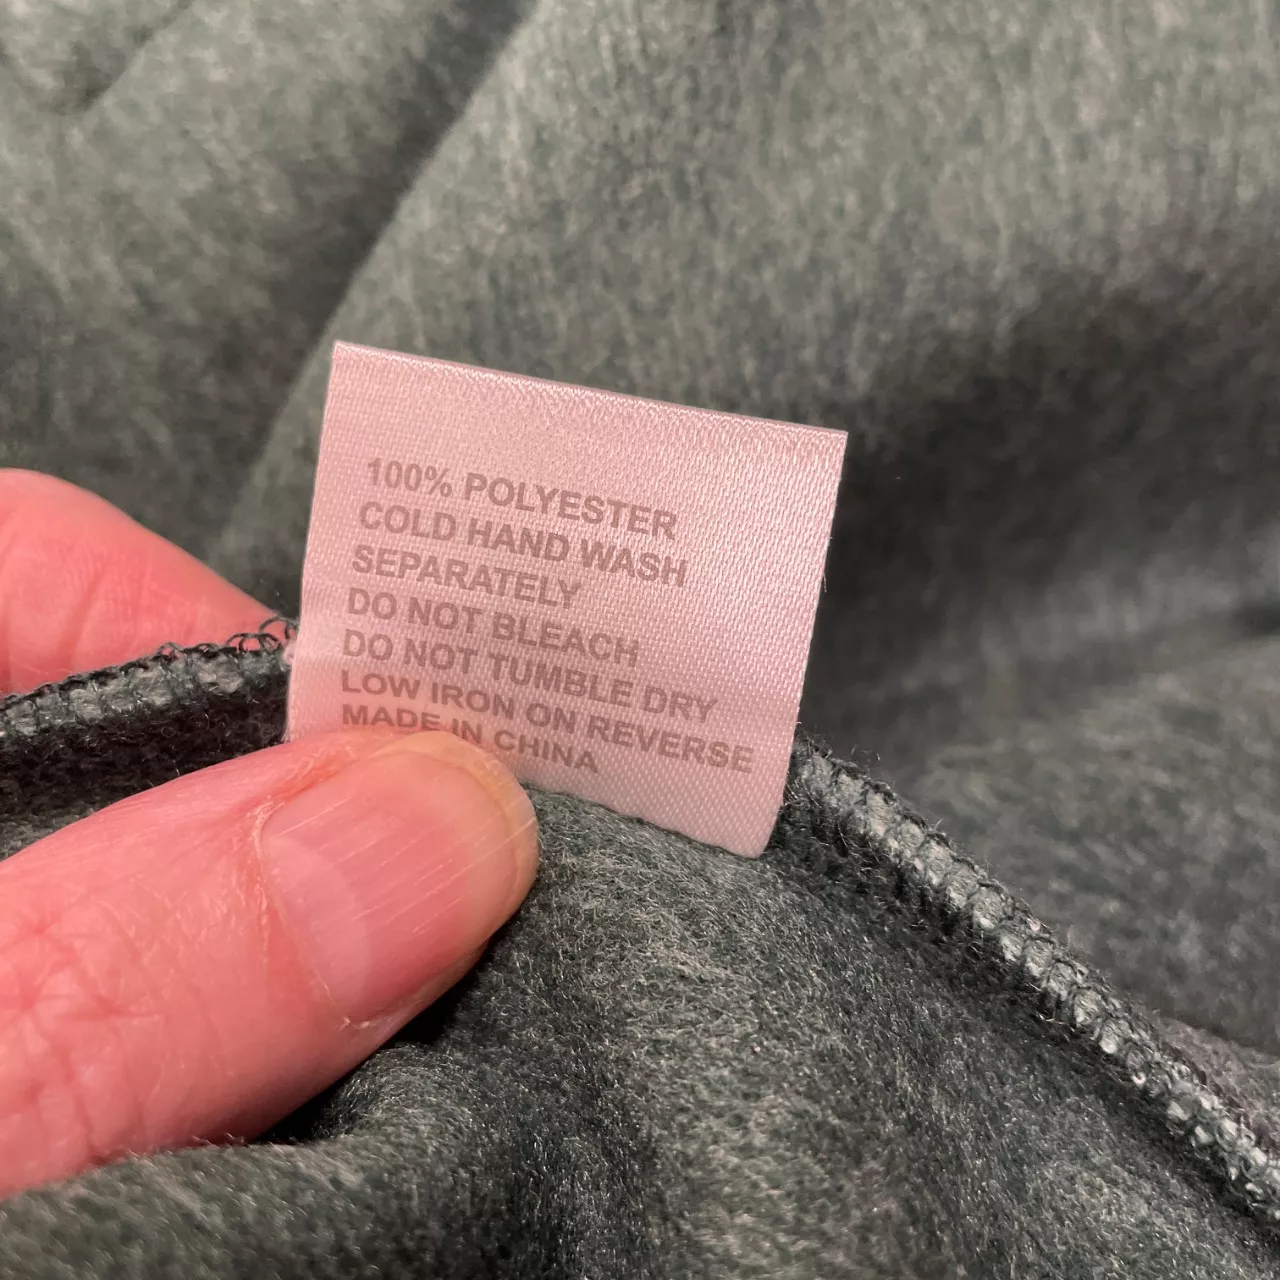 100% POLYESTER
COLD HAND WASH
SEPARATELY
DO NOT BLEACH
DO NOT TUMBLE DRY
LOW IRON ON REVERSE
MADE IN CHINA